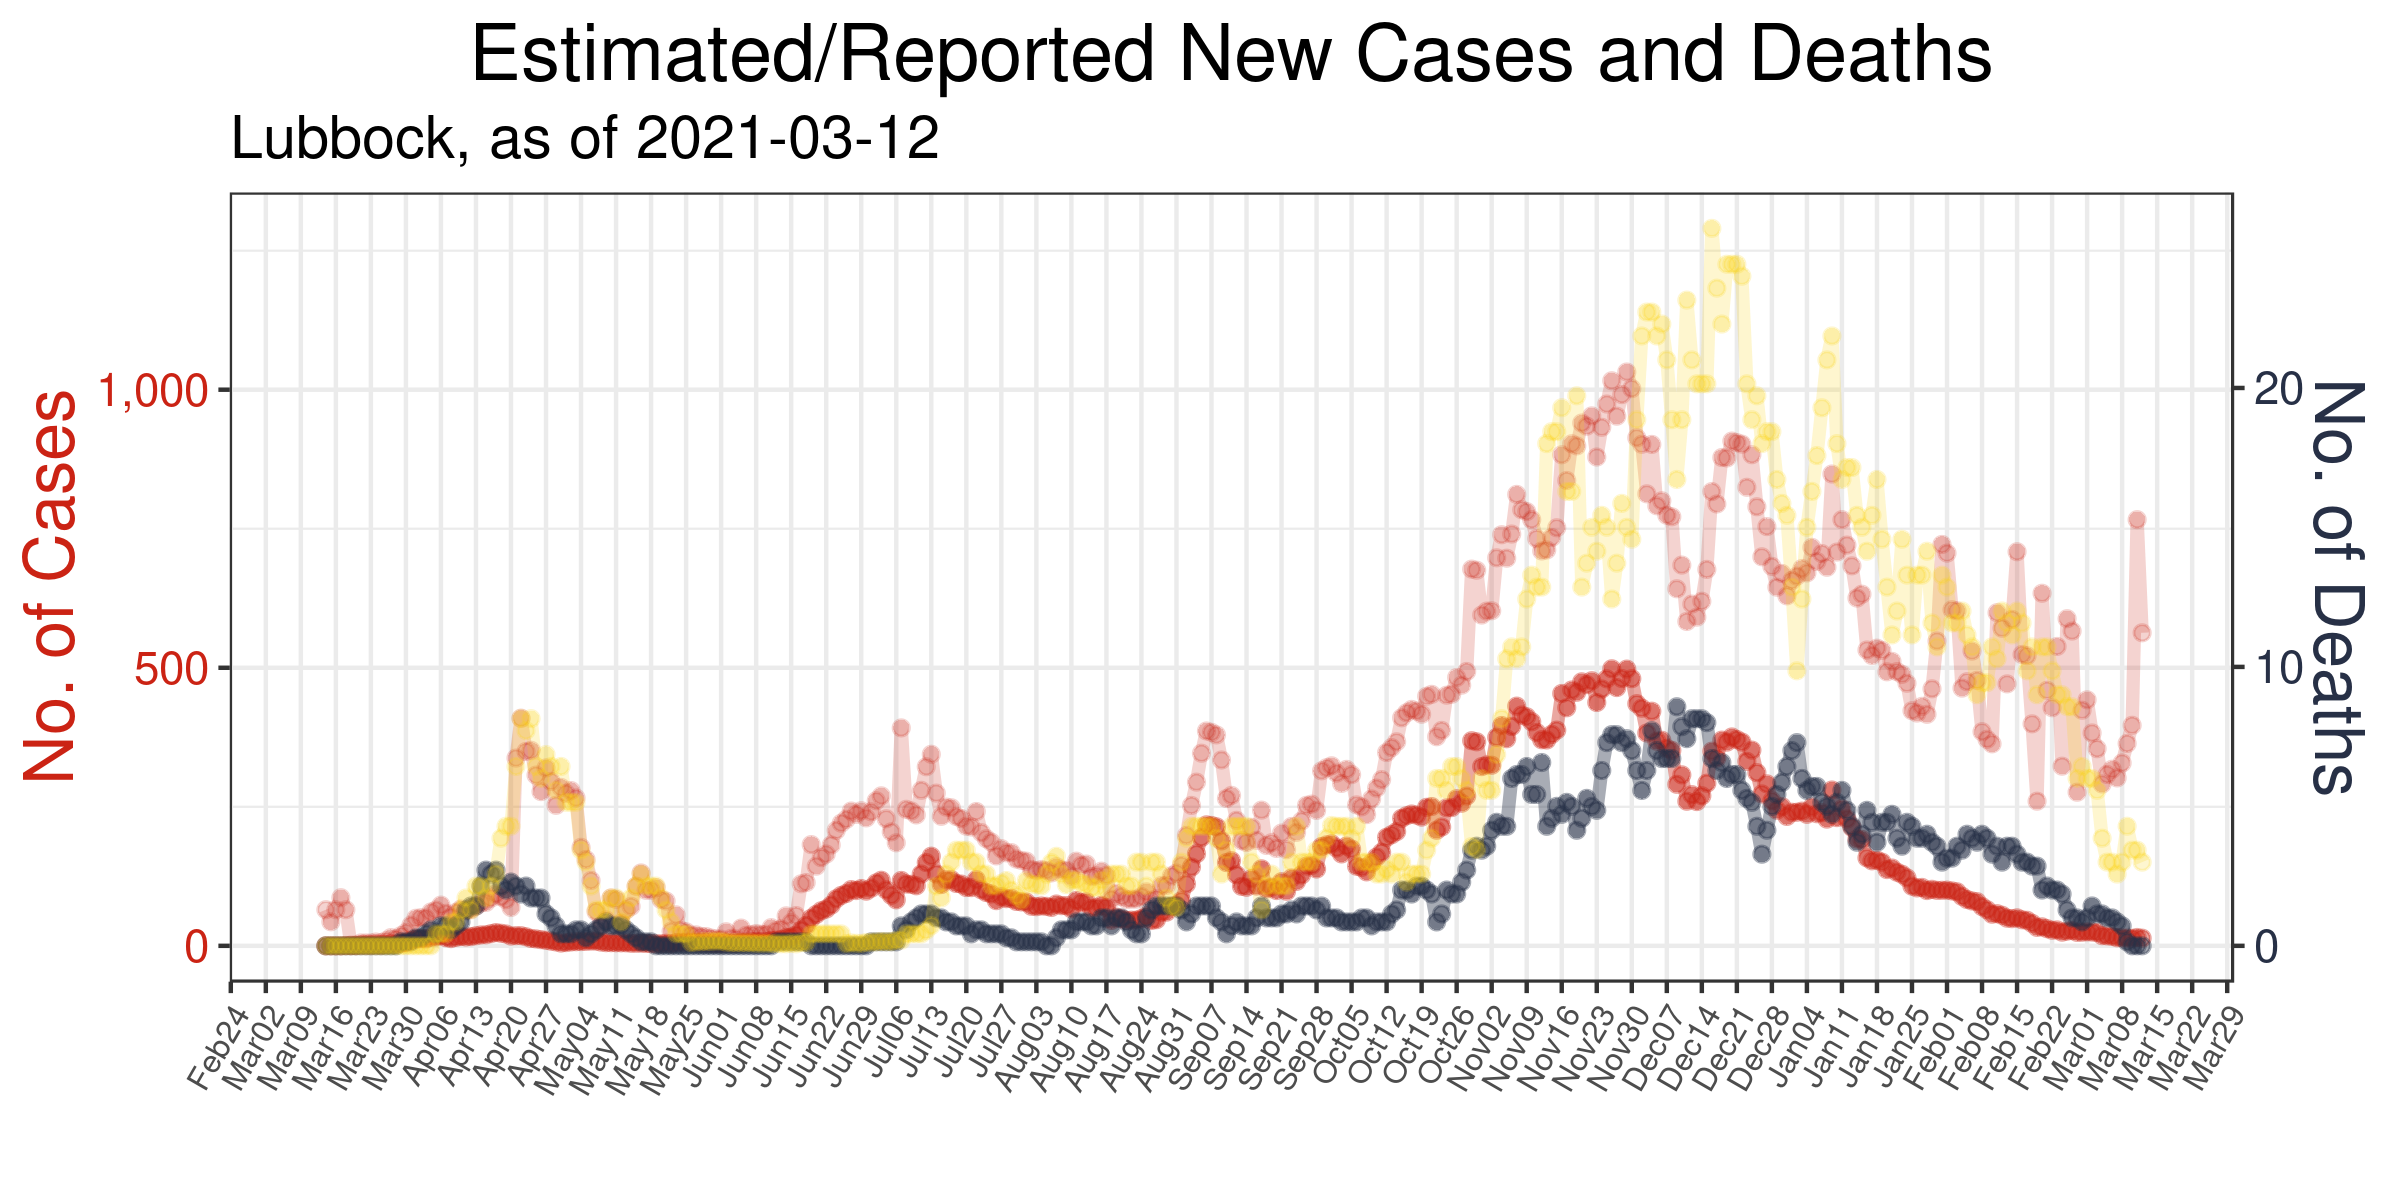 Estimated/Reported New Cases and Deaths
Lubbock, as of 2021-03-12
No. of Cases
1,000
500
0
20
10
0
No. of Deaths
Feb24
Mar02
Mar09
Mar16
Mar23
Mar30
Apr06
Apr13
Apr20
Apr27
May04
May11
May18
May25
Jun01
Jun08
Jun15
Jun22
Jun29
Jul06
Jul13
Jul20
Jul27
Aug03
Aug10
Aug17
Aug24
Aug31
Sep07
Sep14
Sep21
Sep28
Oct05
Oct12
Oct19
Oct26
Nov02
Nov09
Nov16
Nov23
Nov30
Dec07
Dec14
Dec21
Dec28
Jan04
Jan11
Jan18
Jan25
Feb01
Feb08
Feb15
Feb22
Mar01
Mar08
Mar15
Mar22
Mar29